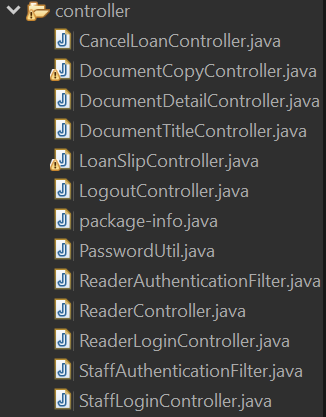 controller
CancelLoanController.java
DocumentCopyController.java
DocumentDetailController.java
DocumentTitleController.java
LoanSlipController.java
LogoutController.java
package-info.java
PasswordUtil.java
ReaderAuthenticationFilter.java
ReaderController.java
ReaderLoginController.java
StaffAuthenticationFilter.java
StaffLoginController.java